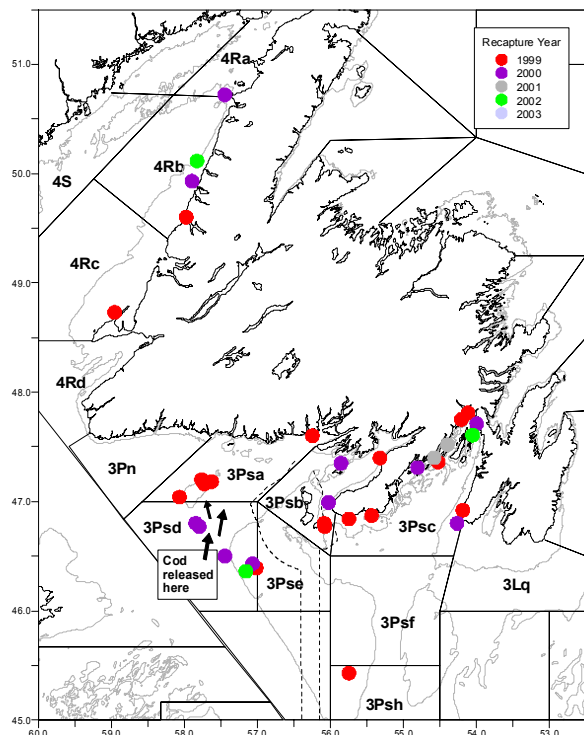 Recapture Year
1999
2000
2001
2002
2003
51.0
50.0
49.0
48.0
47.0
46.0
45.0
4Ra
4Rb
4S
4Rc
4Rd
3Pn
3Psa
3Psb
3Psc
3Psd
3Pse
Cod
released
here
3Lq
3Psf
3Psh
60.0
59.0
58.0
57.0
56.0
55.0
54.0
53.0